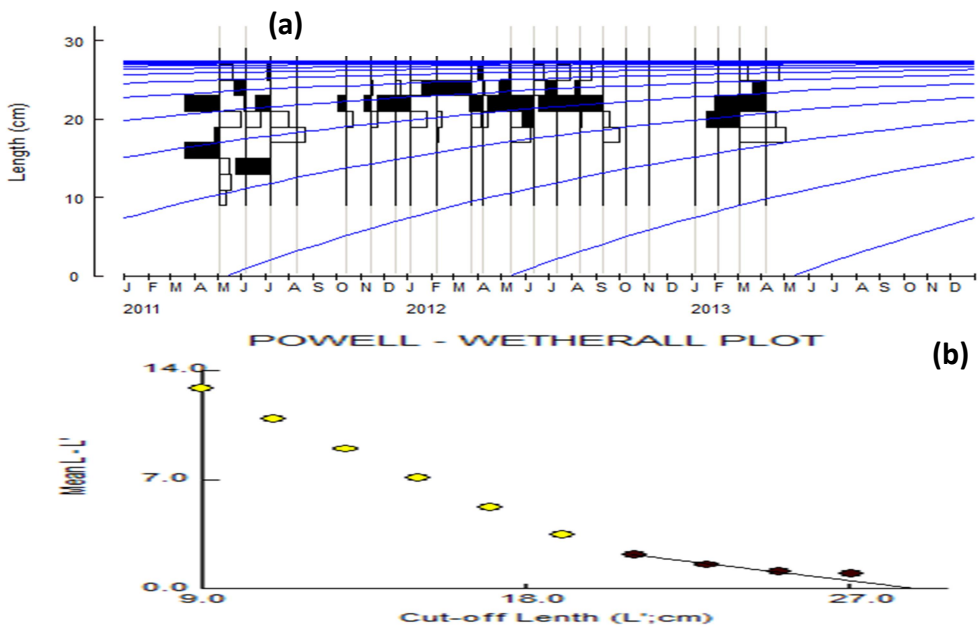 (a)
30
20
10
0
Length (cm)
J F M A M J J A S O N D J F M A M J J A S O N D J F M A M J J A S O N D
2011 2012 2013
POWELL - WETHERALL PLOT
(b)
14.0
7.0
0.0
Mean L - L'
9.0 18.0 27.0
Cut-off Lenth (L';cm)